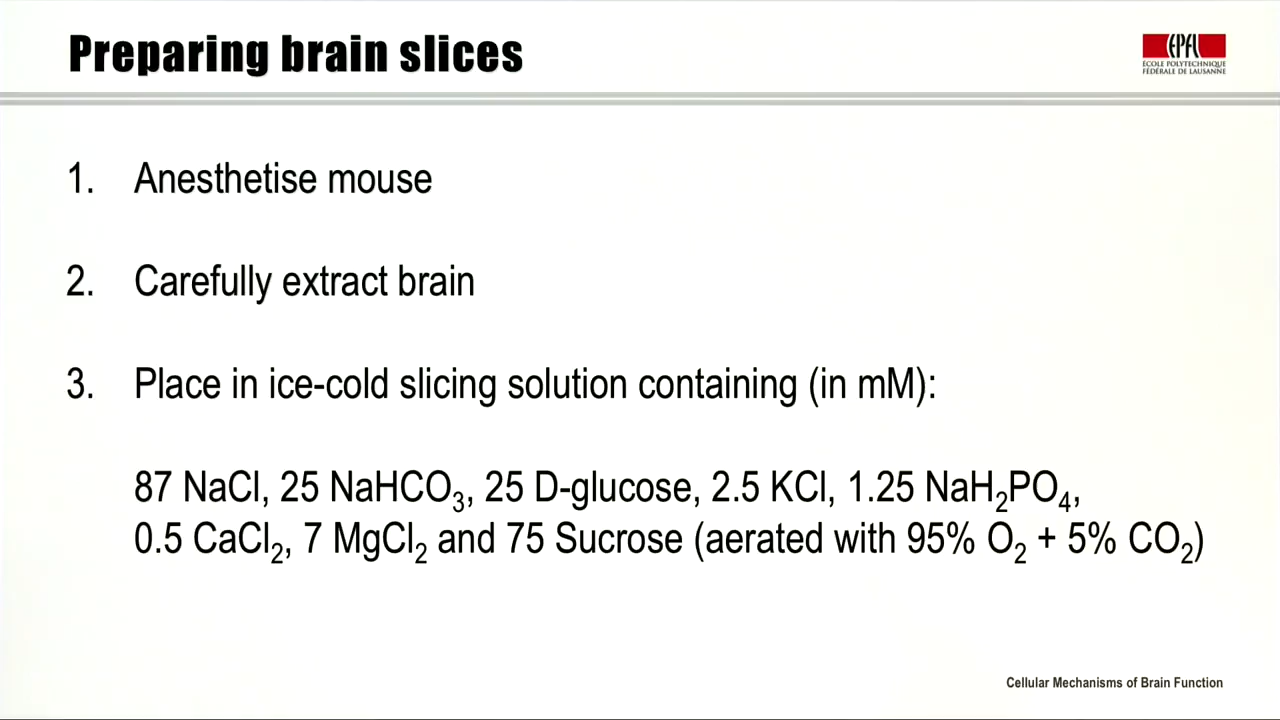 Preparing brain slices
EPFL
ÉCOLE POLYTECHNIQUE
FÉDÉRALE DE LAUSANNE
1. Anesthetise mouse
2. Carefully extract brain
3. Place in ice-cold slicing solution containing (in mM):
87 NaCl, 25 NaHCO₃, 25 D-glucose, 2.5 KCl, 1.25 NaH₂PO₄,
0.5 CaCl₂, 7 MgCl₂ and 75 Sucrose (aerated with 95% O₂ + 5% CO₂)
Cellular Mechanisms of Brain Function